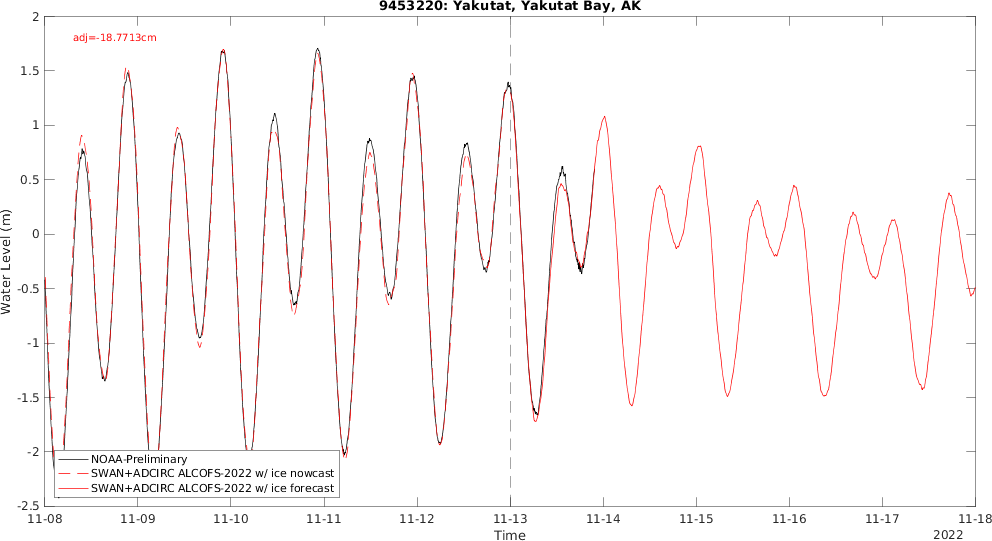 9453220: Yakutat, Yakutat Bay, AK
adj=-18.7713cm
2
1.5
1
0.5
0
-0.5
-1
-1.5
-2
-2.5
Water Level (m)
NOAA-Preliminary
SWAN+ADCIRC ALCOFS-2022 w/ ice nowcast
SWAN+ADCIRC ALCOFS-2022 w/ ice forecast
11-08 11-09 11-10 11-11 11-12 11-13 11-14 11-15 11-16 11-17 11-18
Time
2022